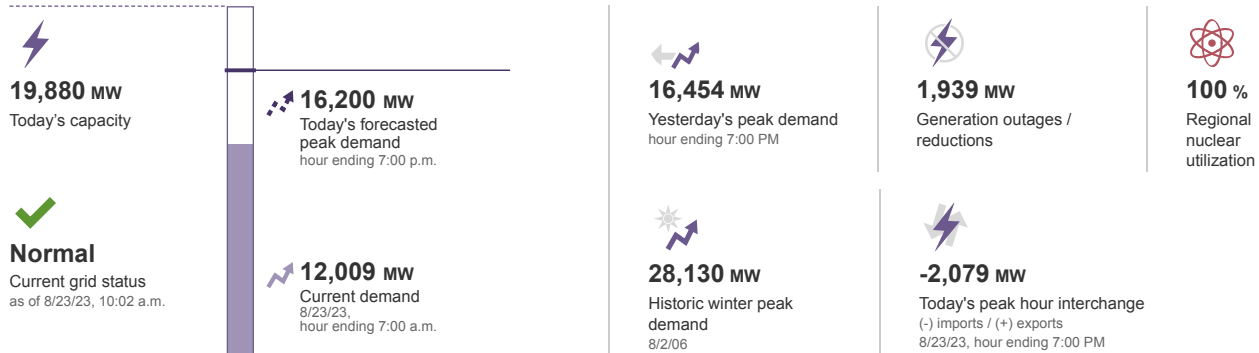 19,880 MW
Today's capacity
Normal
Current grid status
as of 8/23/23, 10:02 a.m.
16,200 MW
Today's forecasted
peak demand
hour ending 7:00 p.m.
12,009 MW
Current demand
8/23/23,
hour ending 7:00 a.m.
16,454 MW
Yesterday's peak demand
hour ending 7:00 PM
1,939 MW
Generation outages /
reductions
100 %
Regional
nuclear
utilization
28,130 MW
Historic winter peak
demand
8/2/06
-2,079 MW
Today's peak hour interchange
(-) imports / (+) exports
8/23/23, hour ending 7:00 PM